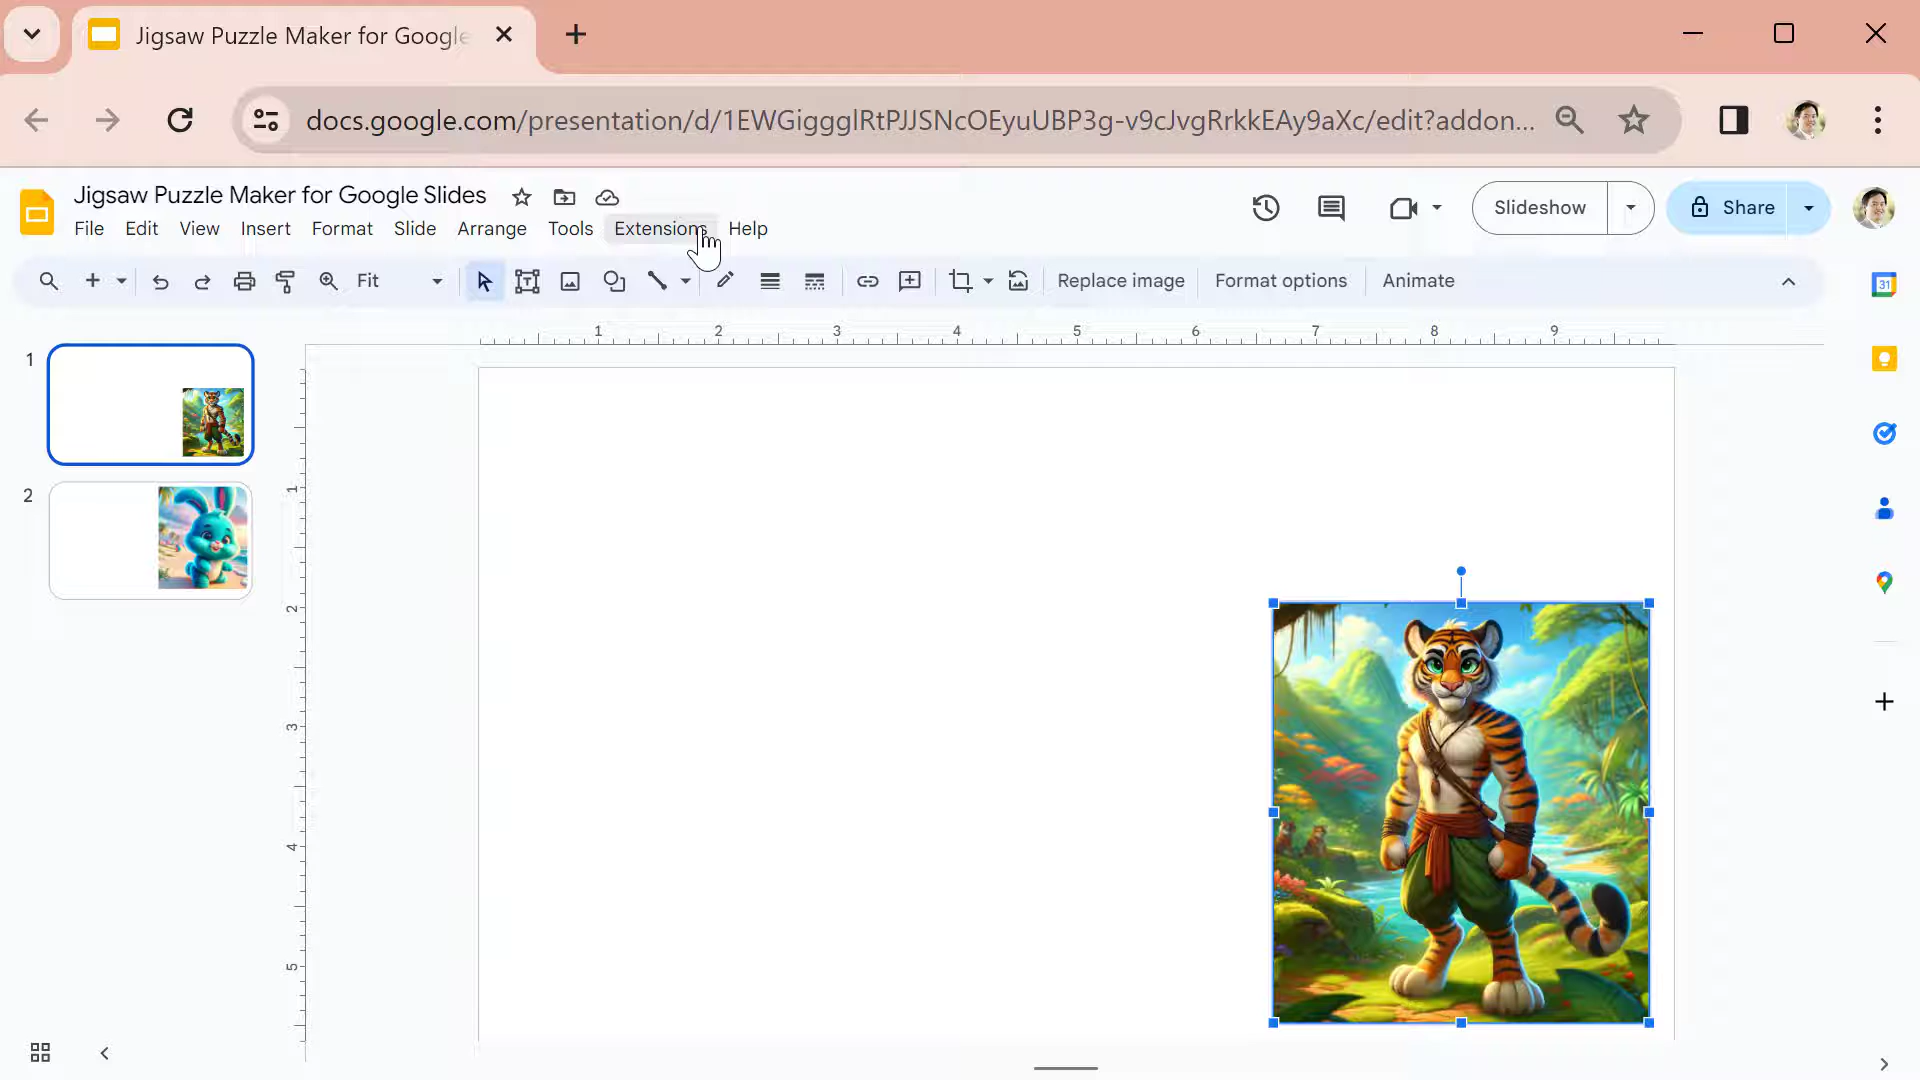 Jigsaw Puzzle Maker for Google
docs.google.com/presentation/d/1EWGiggglRtPJJSNcOEyuUBP3g-v9cJvgRrkkEAy9aXc/edit?addon...
Jigsaw Puzzle Maker for Google Slides
File Edit View Insert Format Slide Arrange Tools Extensions Help
Slideshow
Share
Fit
Replace image
Format options
Animate
31
1 2 3 4 5 6 7 8 9
1
2
1
2
3
4
5